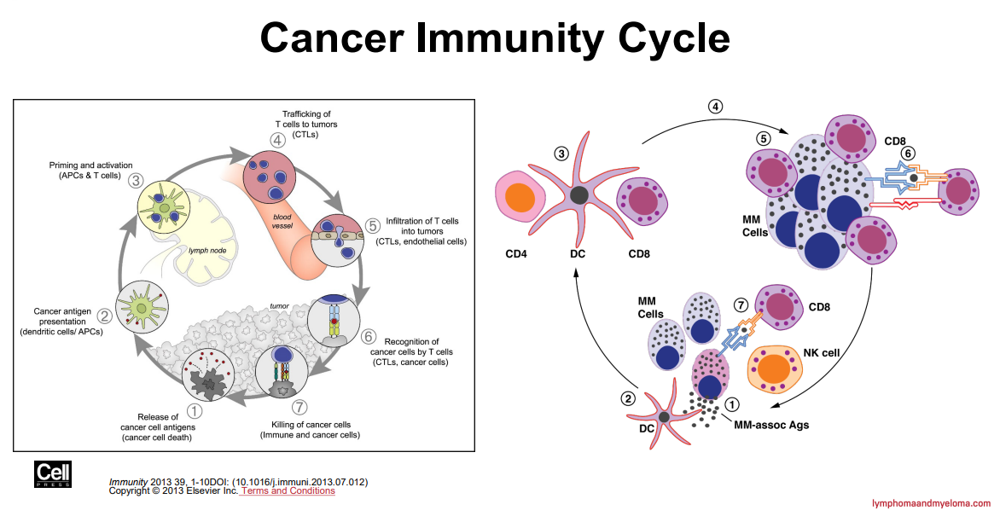 Cancer Immunity Cycle
Trafficking of
T cells to tumors
(CTLs)
4
Priming and activation
(APCs & T cells)
3
blood
vessel
5
Infiltration of T cells
into tumors
(CTLs, endothelial cells)
lymph node
Cancer antigen
presentation
(dendritic cells/ APCs)
2
tumor
6
Recognition of
cancer cells by T cells
(CTLs, cancer cells)
1
Release of
cancer cell antigens
(cancer cell death)
7
Killing of cancer cells
(Immune and cancer cells)
4
3
5
CD8
6
MM
Cells
CD4
DC
CD8
MM
Cells
7
CD8
NK cell
2
1
DC
MM-assoc Ags
Cell
PRESS
Immunity 2013 39, 1-10DOI: (10.1016/j.immuni.2013.07.012)
Copyright © 2013 Elsevier Inc. Terms and Conditions
lymphomaandmyeloma.com